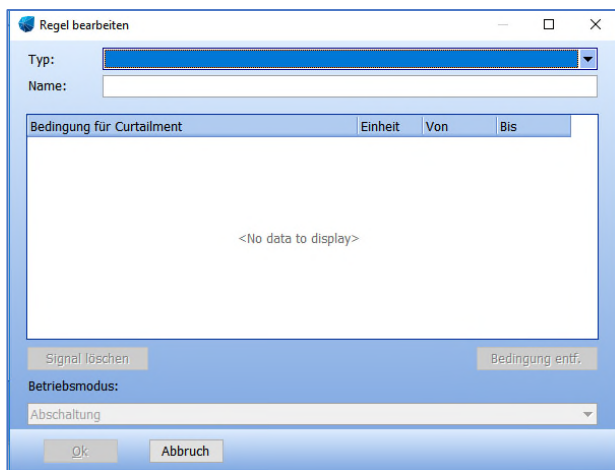 Regel bearbeiten
Typ:
Name:
Bedingung für Curtailment Einheit Von Bis
<No data to display>
Signal löschen Bedingung entf.
Betriebsmodus:
Abschaltung
Ok Abbruch